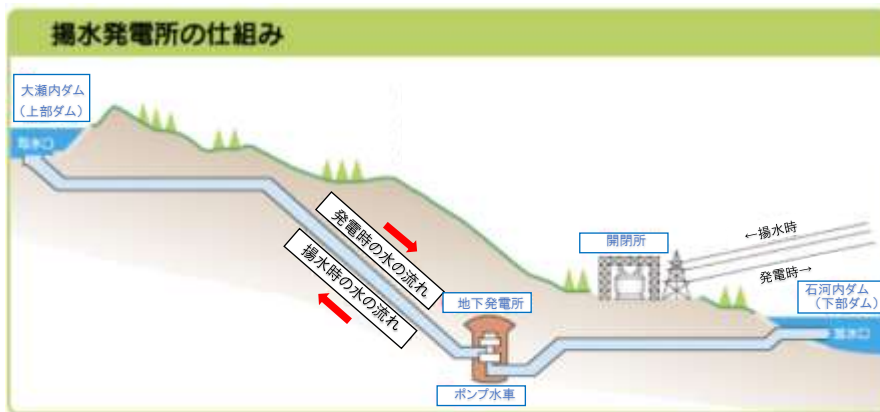 揚水発電所の仕組み
大瀬内ダム
（上部ダム）
取水口
発電時の水の流れ
揚水時の水の流れ
開閉所
←揚水時
発電時→
地下発電所
石河内ダム
（下部ダム）
ポンプ水車